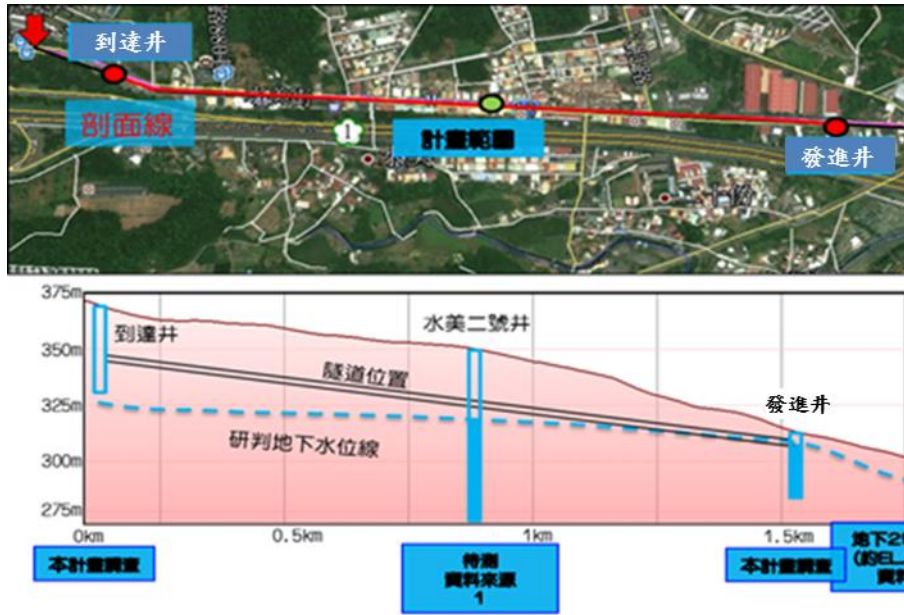 到達井
剖面線
1
計畫範圍
發進井
375m
350m
325m
300m
275m
到達井
水美二號井
隧道位置
發進井
研判地下水位線
0km
0.5km
1km
1.5km
本計畫調查
待測
資料來源
1
本計畫調查
資料